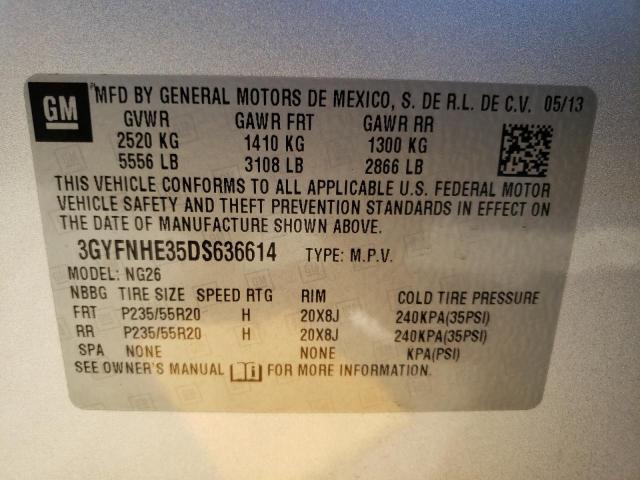 GM MFD BY GENERAL MOTORS DE MEXICO, S. DE R.L. DE C.V. 05/13
GVWR GAWR FRT GAWR RR
2520 KG 1410 KG 1300 KG
5556 LB 3108 LB 2866 LB
THIS VEHICLE CONFORMS TO ALL APPLICABLE U.S. FEDERAL MOTOR
VEHICLE SAFETY AND THEFT PREVENTION STANDARDS IN EFFECT ON
THE DATE OF MANUFACTURE SHOWN ABOVE.
3GYFNHE35DS636614 TYPE: M.P.V.
MODEL: NG26
NBBG TIRE SIZE SPEED RTG RIM COLD TIRE PRESSURE
FRT P235/55R20 H 20X8J 240KPA(35PSI)
RR P235/55R20 H 20X8J 240KPA(35PSI)
SPA NONE NONE KPA(PSI)
SEE OWNER'S MANUAL FOR MORE INFORMATION.